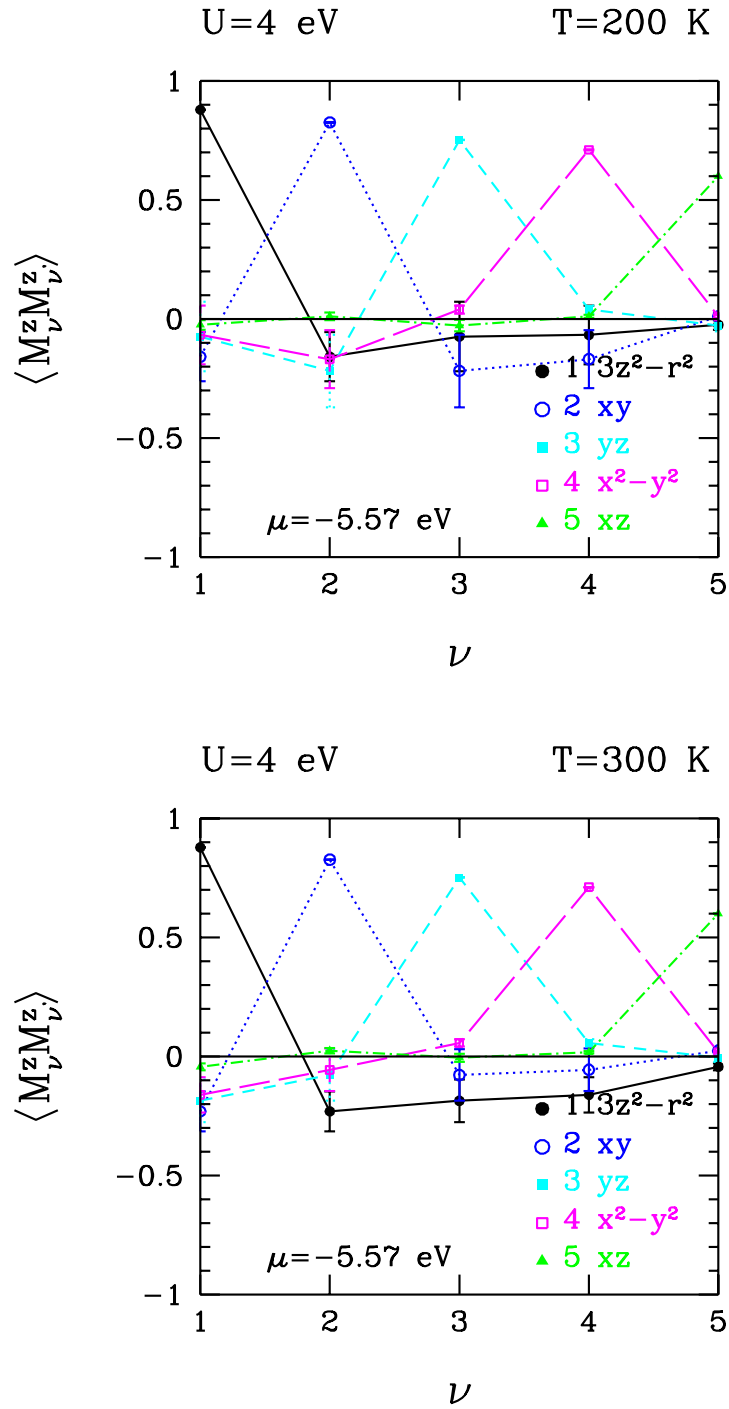 U=4 eV T=200 K
1
0.5
0
−0.5
−1
⟨M^z_ν M^z_ν'⟩
1 3z²−r²
2 xy
3 yz
4 x²−y²
5 xz
μ=−5.57 eV
1 2 3 4 5
ν
U=4 eV T=300 K
1
0.5
0
−0.5
−1
⟨M^z_ν M^z_ν'⟩
1 3z²−r²
2 xy
3 yz
4 x²−y²
5 xz
μ=−5.57 eV
1 2 3 4 5
ν